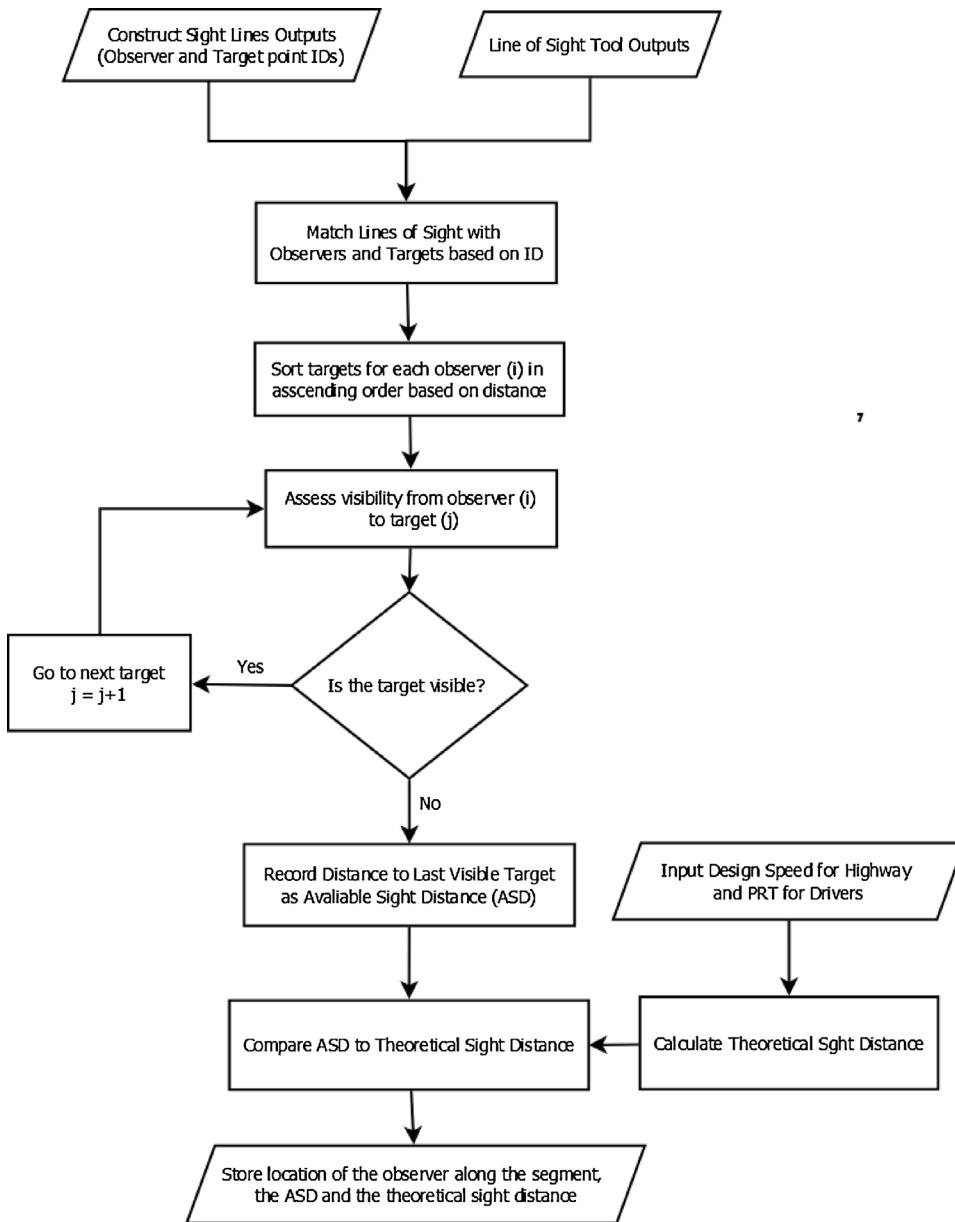 Construct Sight Lines Outputs
(Observer and Target point IDs)
Line of Sight Tool Outputs
Match Lines of Sight with
Observers and Targets based on ID
Sort targets for each observer (i) in
asscending order based on distance
7
Assess visibility from observer (i)
to target (j)
Go to next target
j = j+1
Yes
Is the target visible?
No
Record Distance to Last Visible Target
as Avaliable Sight Distance (ASD)
Input Design Speed for Highway
and PRT for Drivers
Compare ASD to Theoretical Sight Distance
Calculate Theoretical Sght Distance
Store location of the observer along the segment,
the ASD and the theoretical sight distance